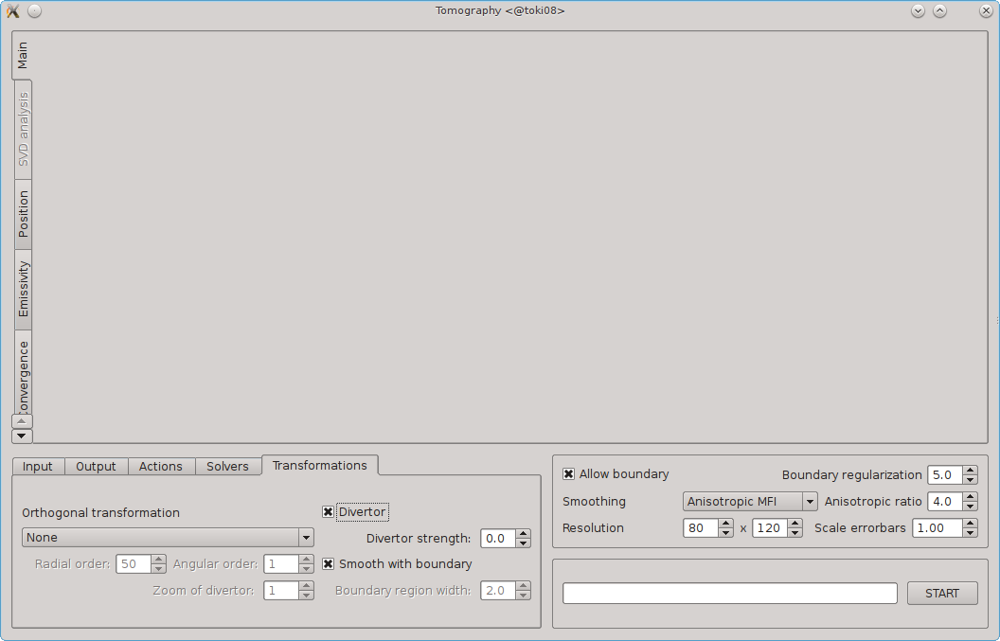 Tomography <@toki08>
Main
SVD analysis
Position
Emissivity
onvergence
Input Output Actions Solvers Transformations
Orthogonal transformation
None
Radial order: 50 Angular order: 1
Zoom of divertor: 1
Divertor
Divertor strength: 0.0
Smooth with boundary
Boundary region width: 2.0
Allow boundary Boundary regularization 5.0
Smoothing Anisotropic MFI Anisotropic ratio 4.0
Resolution 80 x 120 Scale errorbars 1.00
START